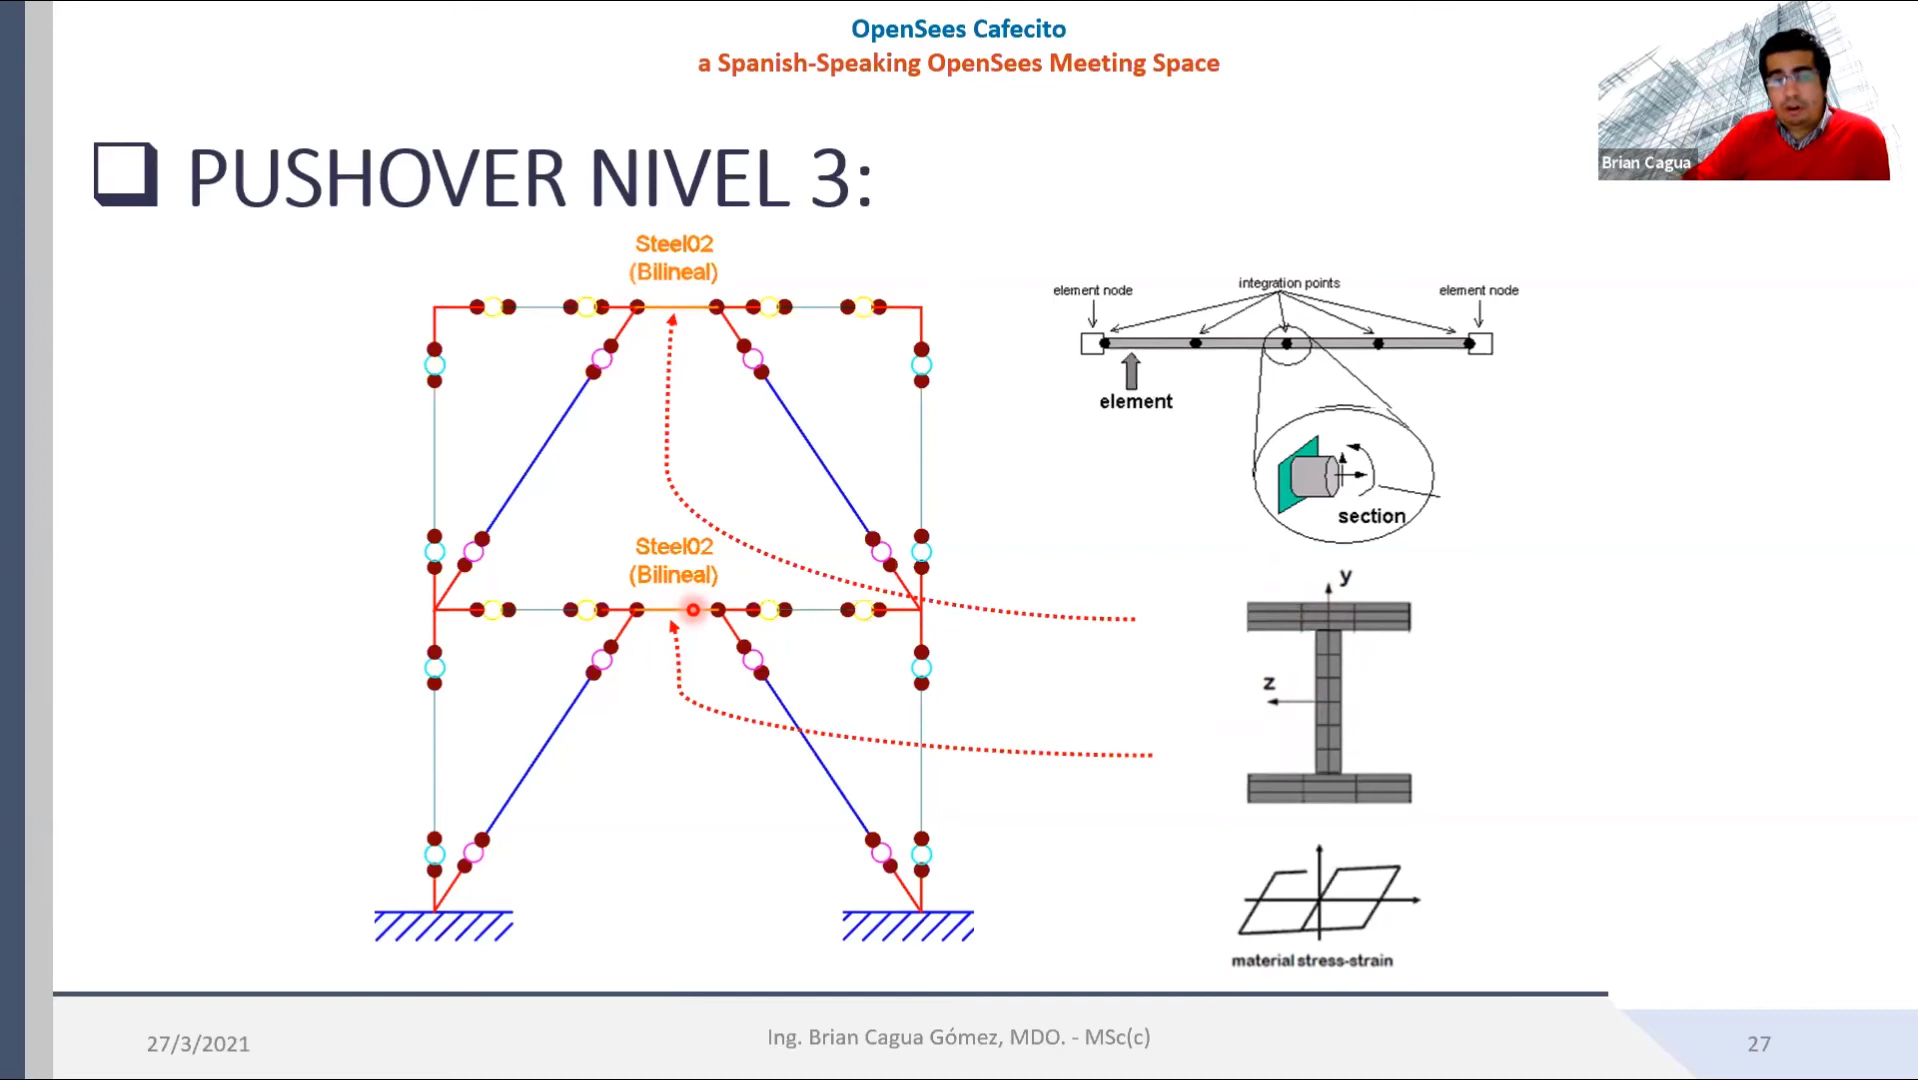 OpenSees Cafecito
a Spanish-Speaking OpenSees Meeting Space
Brian Cagua
PUSHOVER NIVEL 3:
Steel02
(Bilineal)
Steel02
(Bilineal)
element node
integration points
element node
element
section
y
z
material stress-strain
27/3/2021
Ing. Brian Cagua Gómez, MDO. - MSc(c)
27